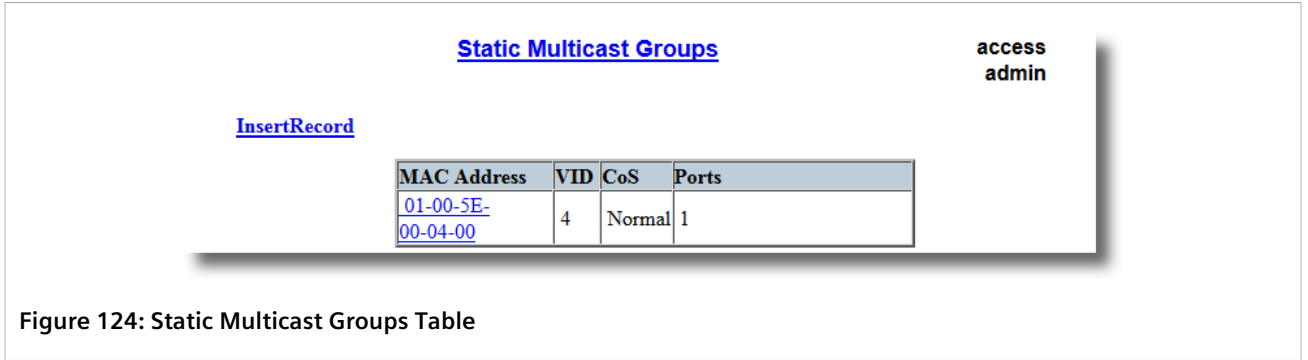 Static Multicast Groups
access
admin
InsertRecord
MAC Address VID CoS Ports
01-00-5E-
00-04-00 4 Normal 1
Figure 124: Static Multicast Groups Table